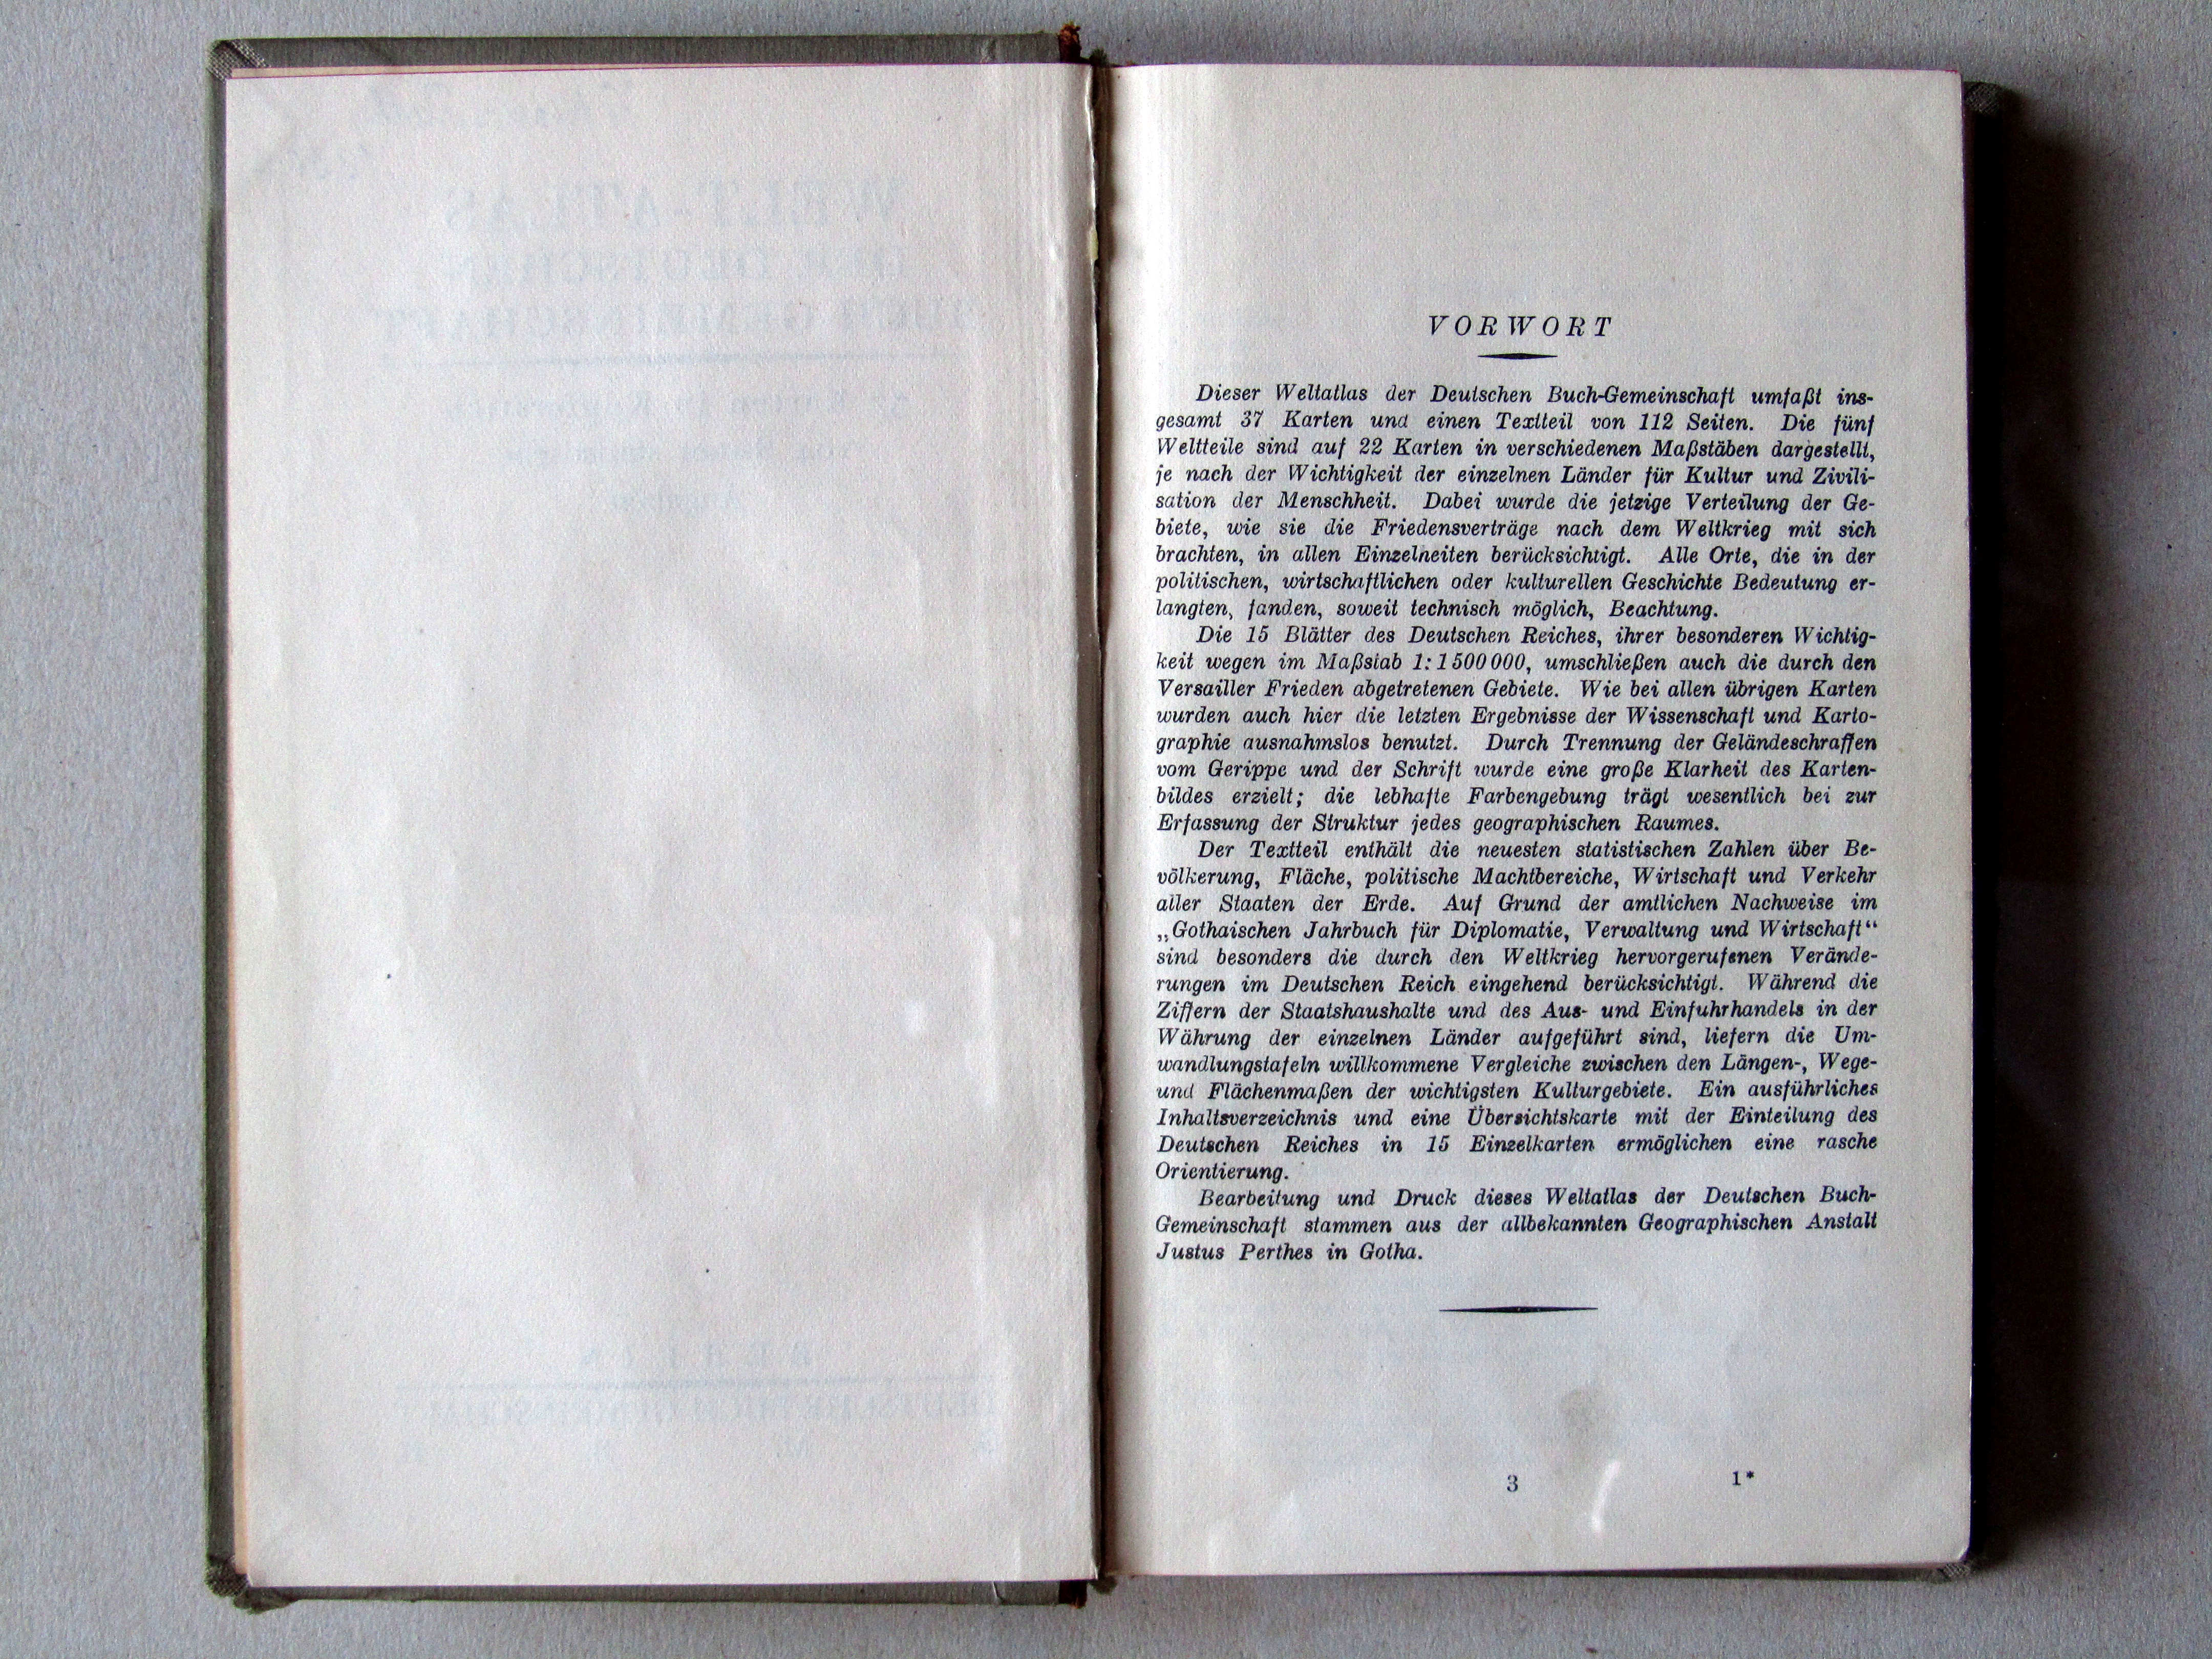 VORWORT
Dieser Weltatlas der Deutschen Buch-Gemeinschaft umfaßt ins-
gesamt 37 Karten und einen Textteil von 112 Seiten. Die fünf
Weltteile sind auf 22 Karten in verschiedenen Maßstäben dargestellt,
je nach der Wichtigkeit der einzelnen Länder für Kultur und Zivili-
sation der Menschheit. Dabei wurde die jetzige Verteilung der Ge-
biete, wie sie die Friedensverträge nach dem Weltkrieg mit sich
brachten, in allen Einzelheiten berücksichtigt. Alle Orte, die in der
politischen, wirtschaftlichen oder kulturellen Geschichte Bedeutung er-
langten, fanden, soweit technisch möglich, Beachtung.
Die 15 Blätter des Deutschen Reiches, ihrer besonderen Wichtig-
keit wegen im Maßstab 1:1500000, umschließen auch die durch den
Versailler Frieden abgetretenen Gebiete. Wie bei allen übrigen Karten
wurden auch hier die letzten Ergebnisse der Wissenschaft und Karto-
graphie ausnahmslos benutzt. Durch Trennung der Geländeschraffen
vom Gerippe und der Schrift wurde eine große Klarheit des Karten-
bildes erzielt; die lebhafte Farbengebung trägt wesentlich bei zur
Erfassung der Struktur jedes geographischen Raumes.
Der Textteil enthält die neuesten statistischen Zahlen über Be-
völkerung, Fläche, politische Machtbereiche, Wirtschaft und Verkehr
aller Staaten der Erde. Auf Grund der amtlichen Nachweise im
„Gothaischen Jahrbuch für Diplomatie, Verwaltung und Wirtschaft“
sind besonders die durch den Weltkrieg hervorgerufenen Verände-
rungen im Deutschen Reich eingehend berücksichtigt. Während die
Ziffern der Staatshaushalte und des Aus- und Einfuhrhandels in der
Währung der einzelnen Länder aufgeführt sind, liefern die Um-
wandlungstafeln willkommene Vergleiche zwischen den Längen-, Wege-
und Flächenmaßen der wichtigsten Kulturgebiete. Ein ausführliches
Inhaltsverzeichnis und eine Übersichtskarte mit der Einteilung des
Deutschen Reiches in 15 Einzelkarten ermöglichen eine rasche
Orientierung.
Bearbeitung und Druck dieses Weltatlas der Deutschen Buch-
Gemeinschaft stammen aus der allbekannten Geographischen Anstalt
Justus Perthes in Gotha.
3 1*